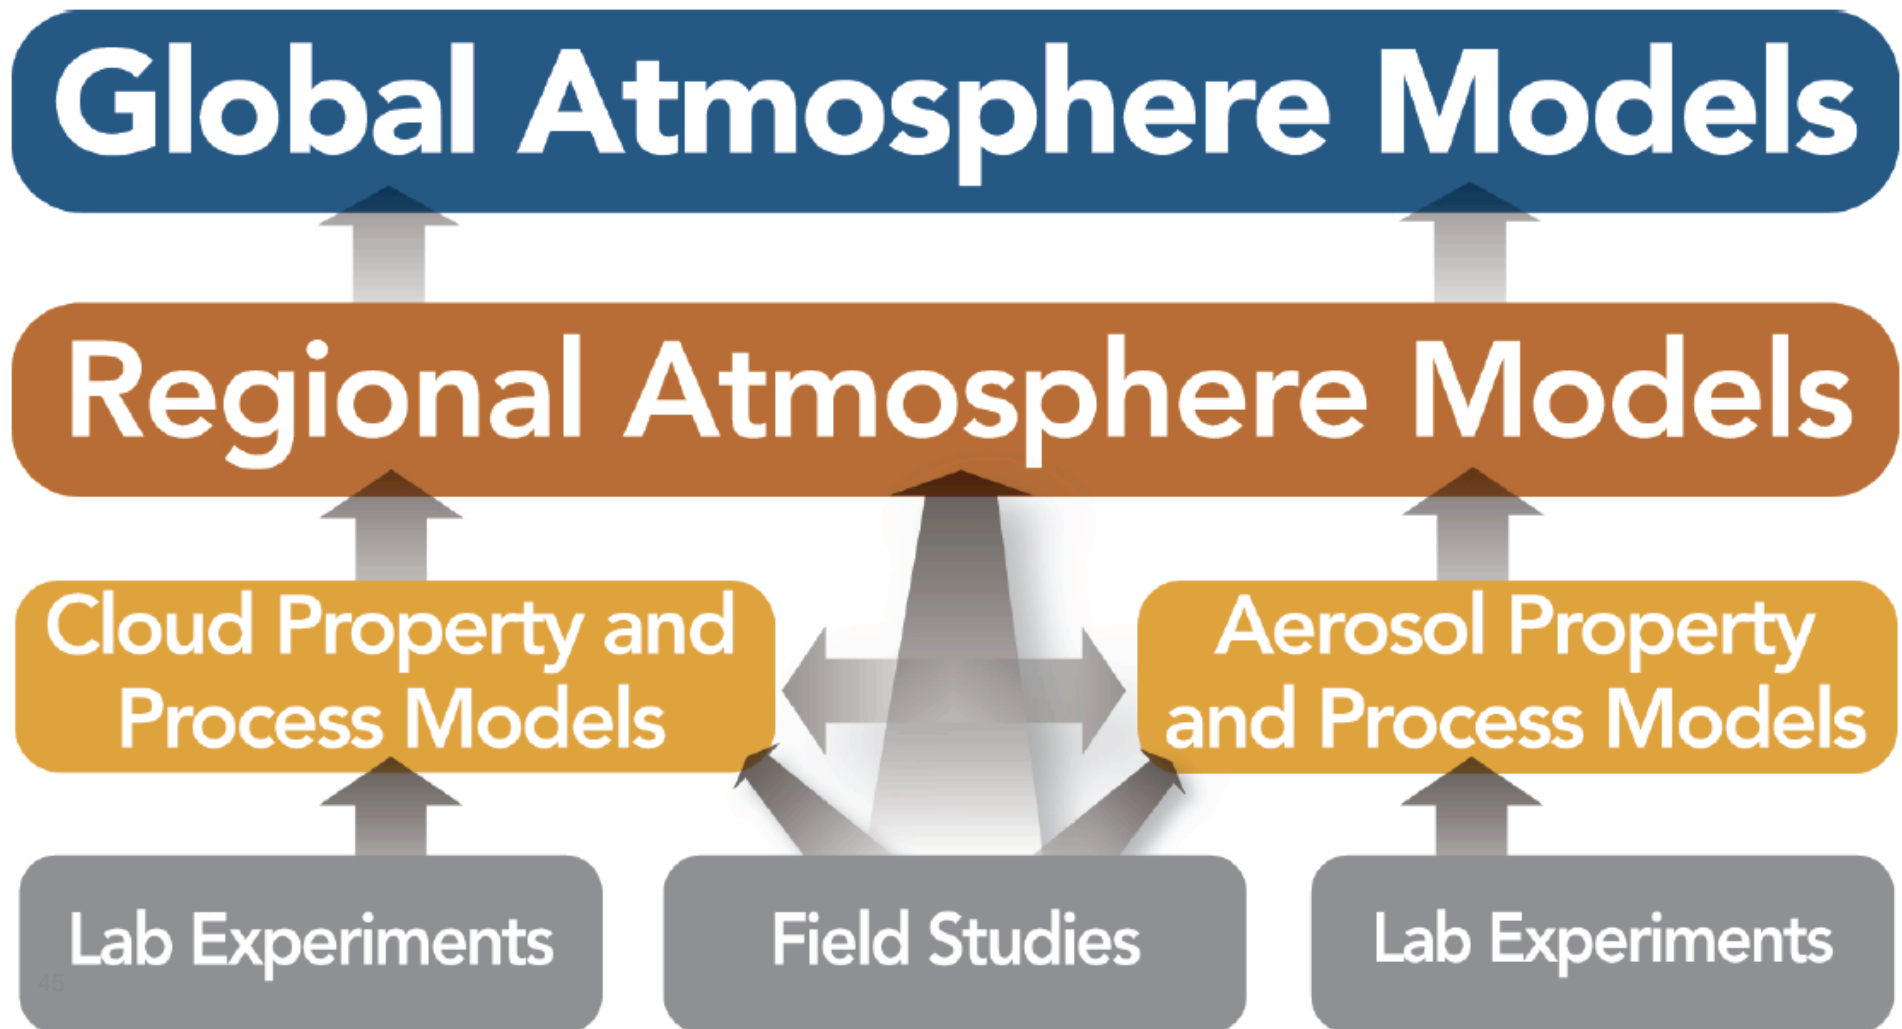 Global Atmosphere Models
Regional Atmosphere Models
Cloud Property and
Process Models
Aerosol Property
and Process Models
Lab Experiments
Field Studies
Lab Experiments
45